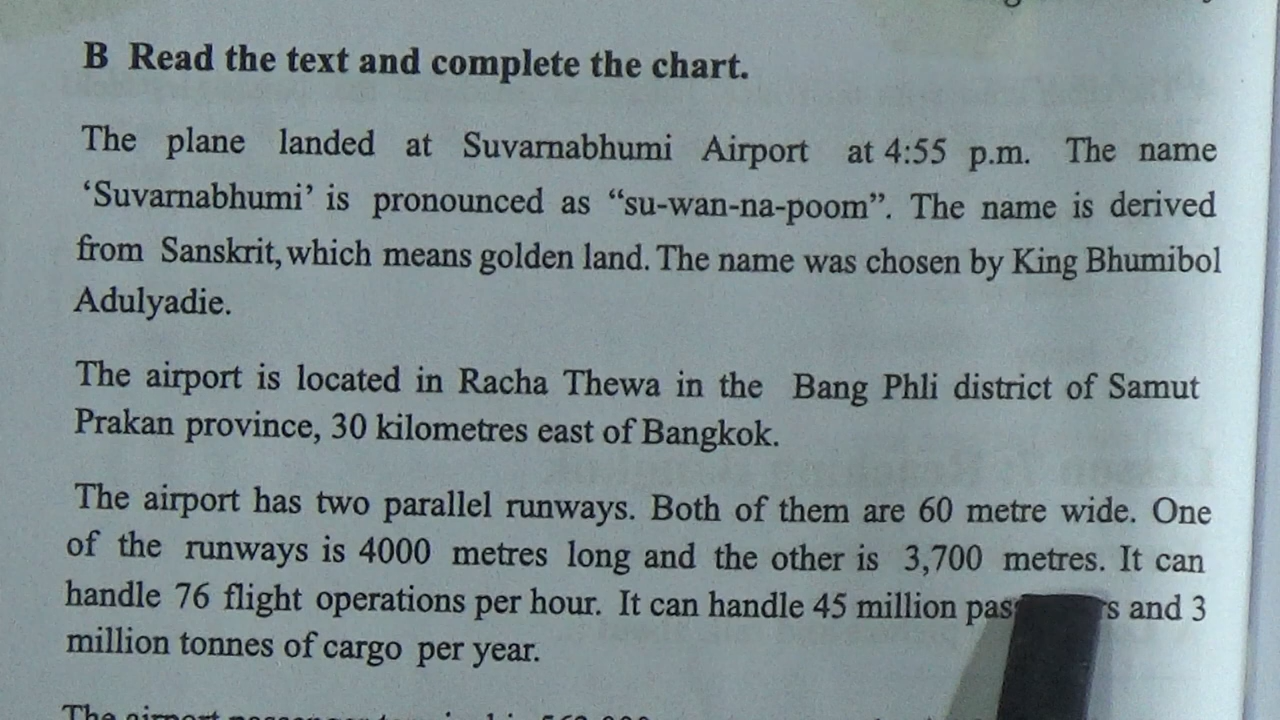 B Read the text and complete the chart.
The plane landed at Suvarnabhumi Airport at 4:55 p.m. The name
‘Suvarnabhumi’ is pronounced as “su-wan-na-poom”. The name is derived
from Sanskrit, which means golden land. The name was chosen by King Bhumibol
Adulyadie.
The airport is located in Racha Thewa in the Bang Phli district of Samut
Prakan province, 30 kilometres east of Bangkok.
The airport has two parallel runways. Both of them are 60 metre wide. One
of the runways is 4000 metres long and the other is 3,700 metres. It can
handle 76 flight operations per hour. It can handle 45 million and 3
million tonnes of cargo per year.
The airport